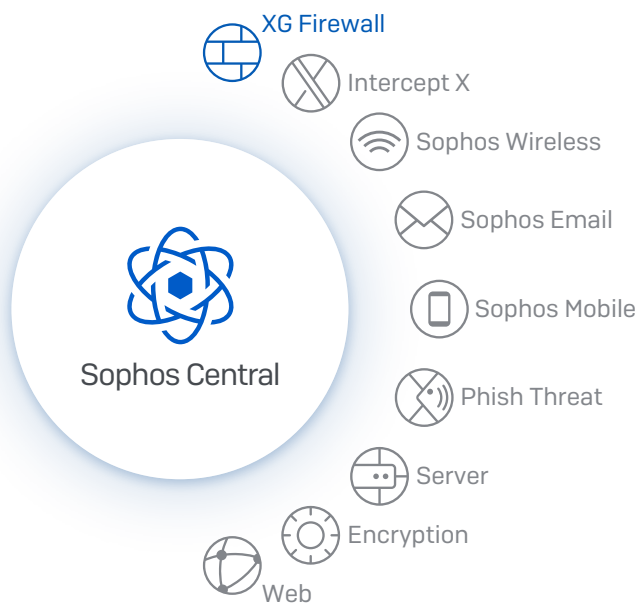 XG Firewall
Intercept X
Sophos Wireless
Sophos Email
Sophos Mobile
Sophos Central
Phish Threat
Server
Encryption
Web